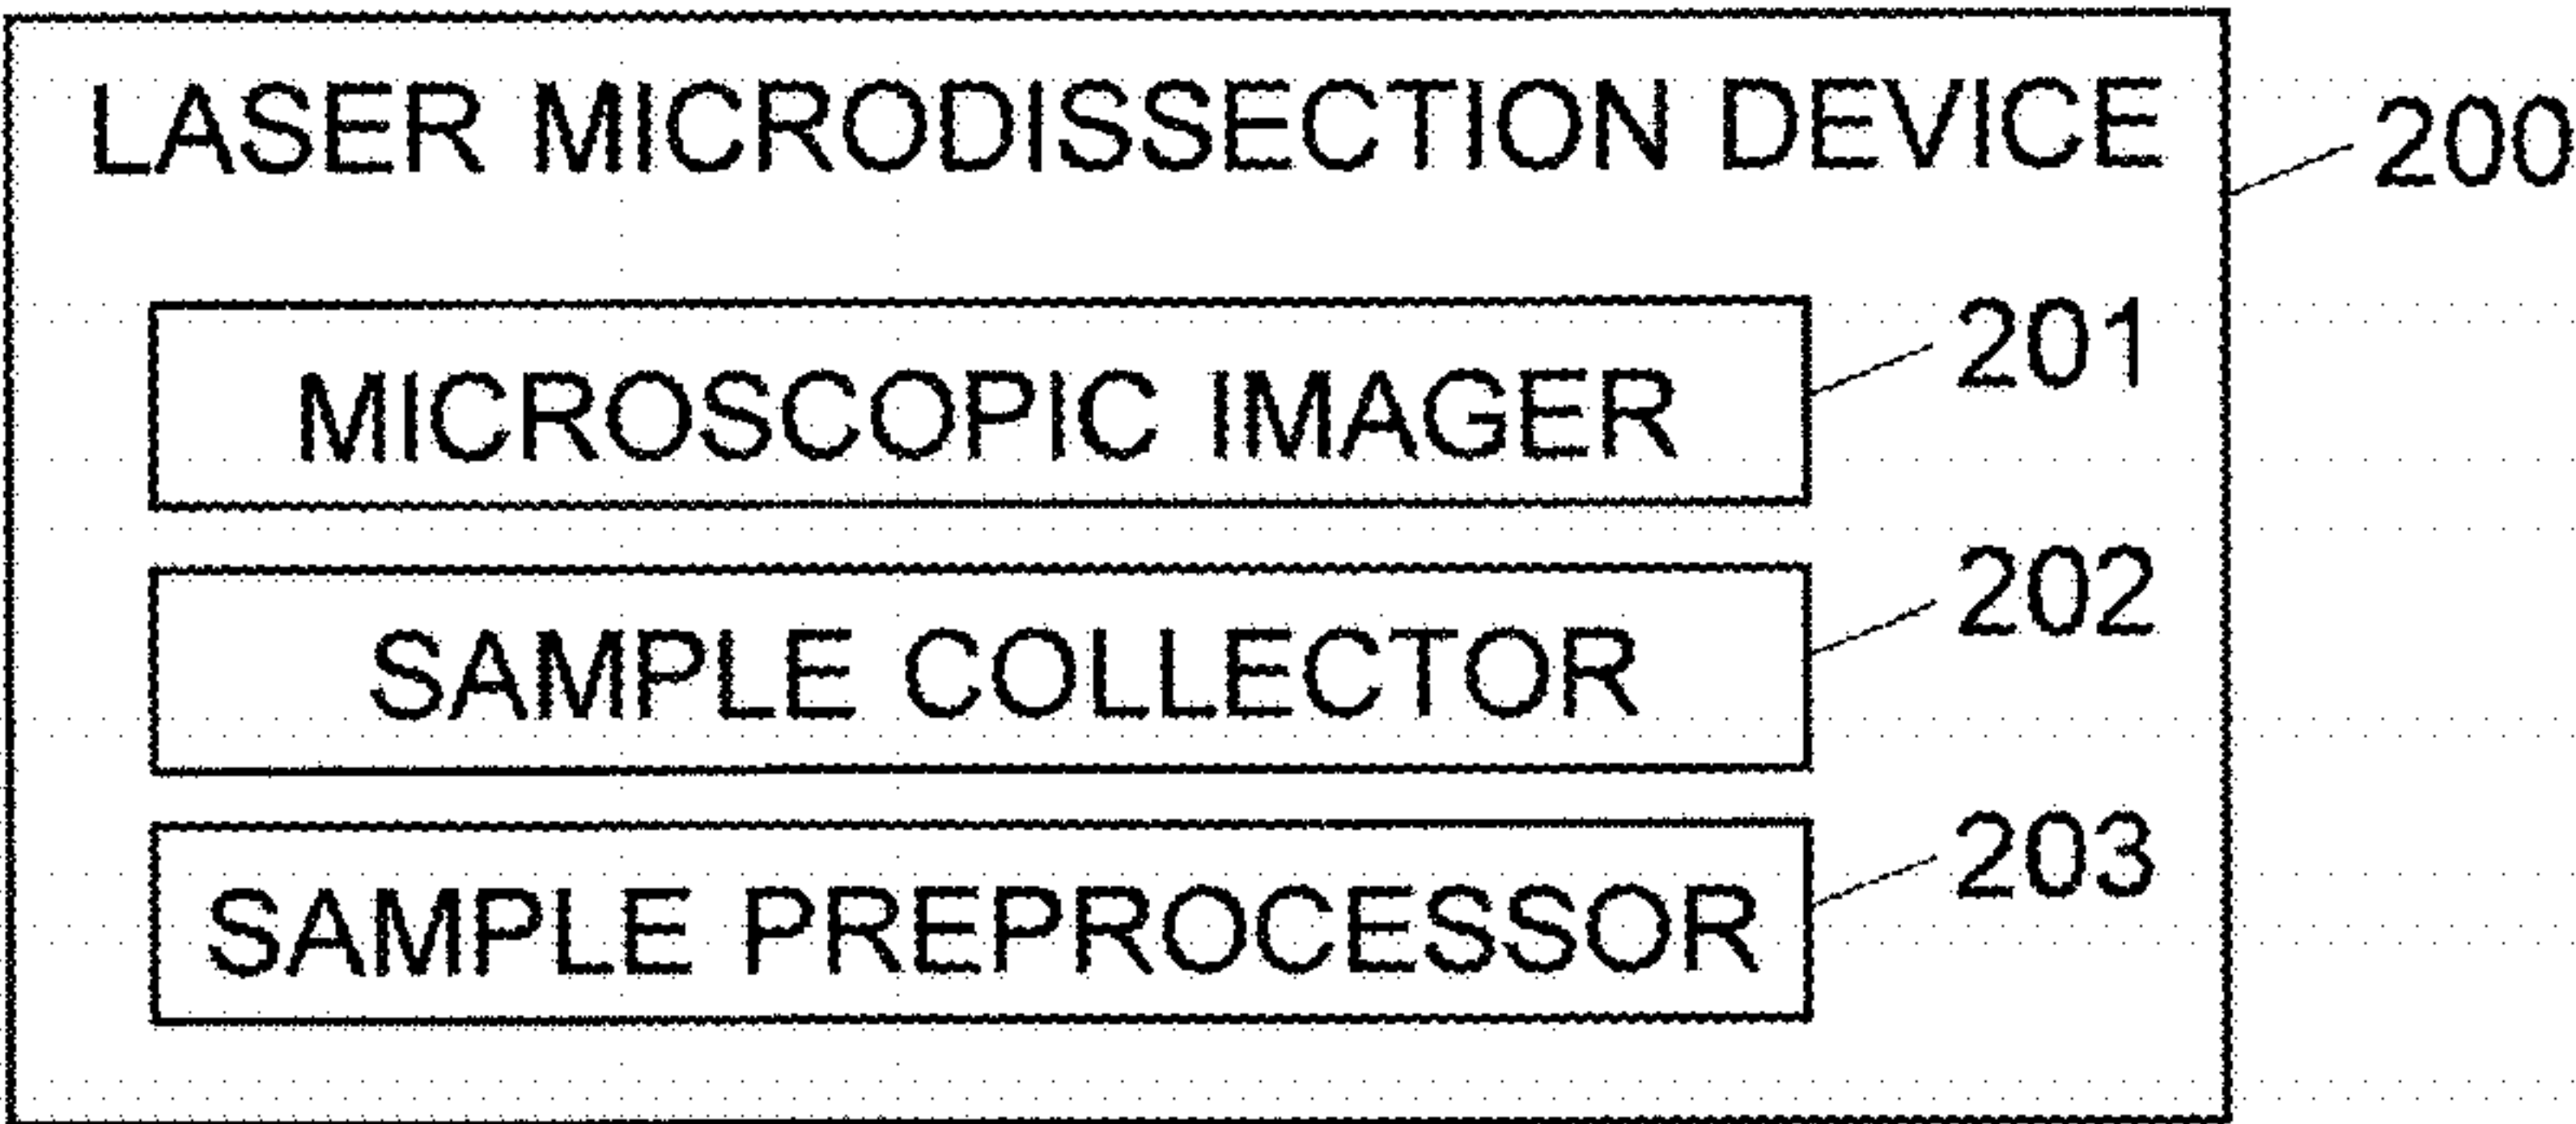 LASER MICRODISSECTION DEVICE
200
MICROSCOPIC IMAGER
201
SAMPLE COLLECTOR
202
SAMPLE PREPROCESSOR
203